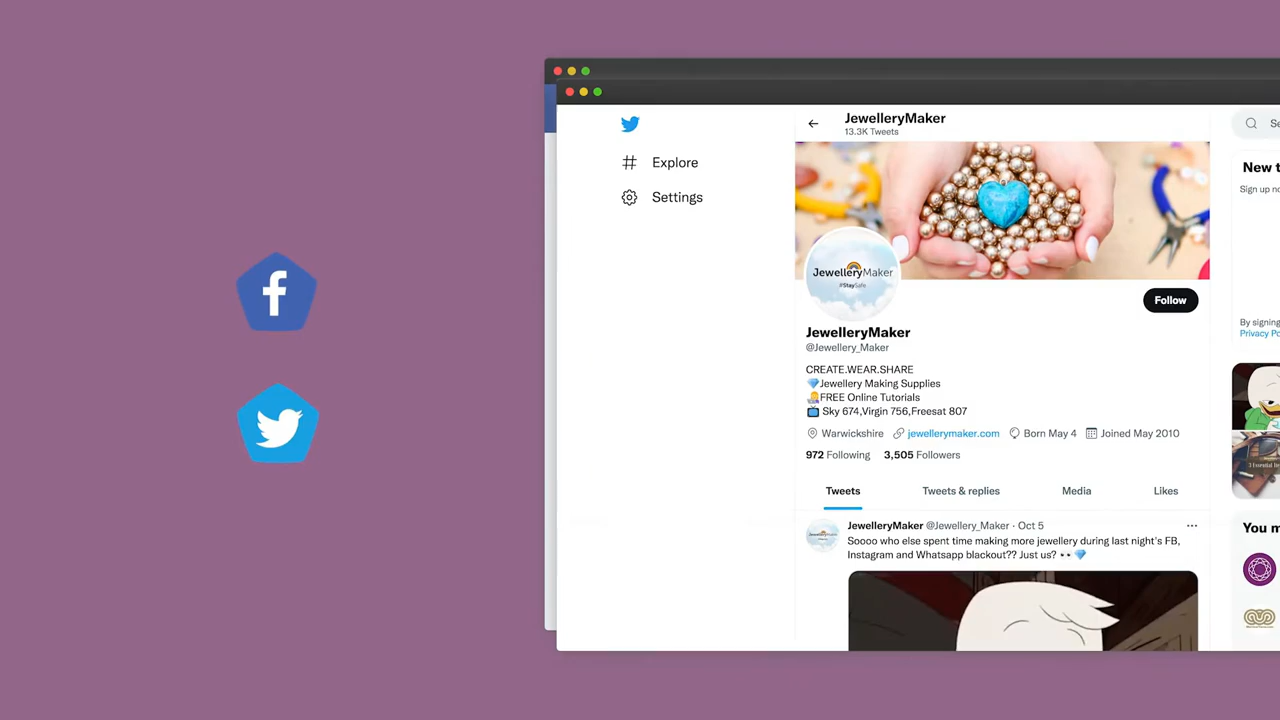 JewelleryMaker
13.3K Tweets
Se
Explore
Settings
New t
Sign up no
JewelleryMaker
#StaySafe
Follow
By signing
Privacy Po
JewelleryMaker
@Jewellery_Maker
CREATE.WEAR.SHARE
💎Jewellery Making Supplies
FREE Online Tutorials
📺 Sky 674,Virgin 756,Freesat 807
Warwickshire jewellerymaker.com Born May 4 Joined May 2010
972 Following 3,505 Followers
Tweets Tweets & replies Media Likes
JewelleryMaker @Jewellery_Maker · Oct 5
Soooo who else spent time making more jewellery during last night's FB,
Instagram and Whatsapp blackout?? Just us? 👀 💎
You m